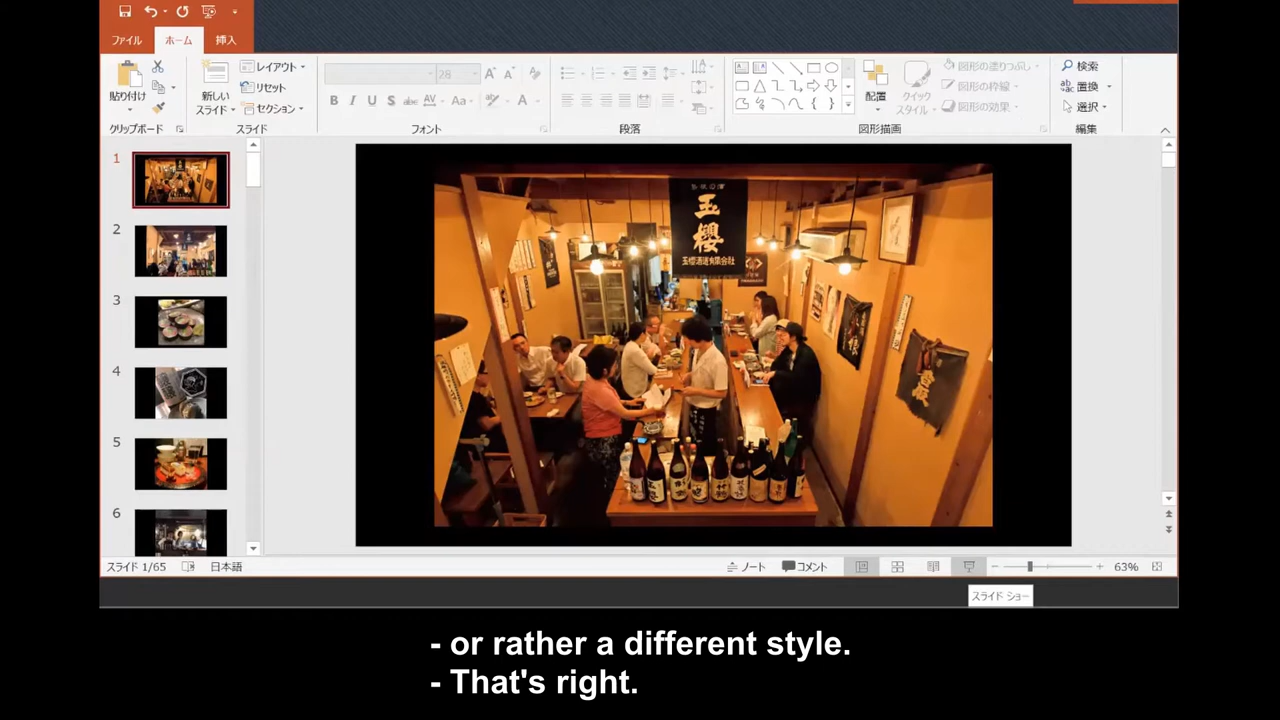 ファイル ホーム 挿入
貼り付け
レイアウト
新しい
スライド
リセット
セクション
28
B I U S abc AV Aa A
配置
クイック
スタイル
図形の塗りつぶし
図形の枠線
図形の効果
検索
置換
選択
クリップボード スライド フォント 段落 図形描画 編集
1
2
3
4
5
6
玉櫻
玉櫻酒造有限会社
スライド 1/65 日本語 ノート コメント 63%
スライド ショー
- or rather a different style.
- That's right.